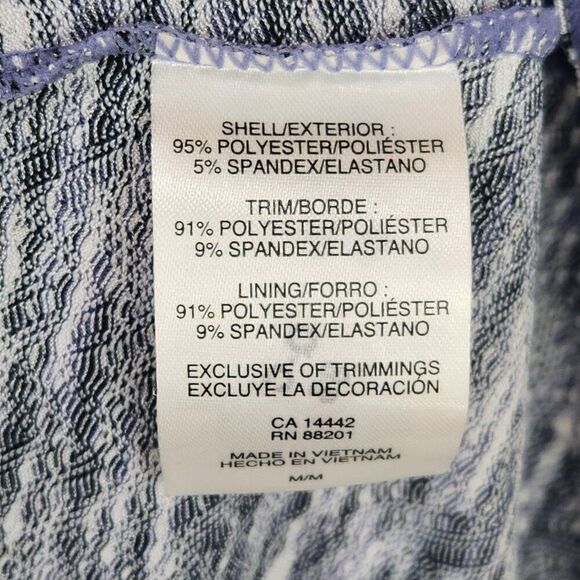 SHELL/EXTERIOR :
95% POLYESTER/POLIÉSTER
5% SPANDEX/ELASTANO
TRIM/BORDE :
91% POLYESTER/POLIÉSTER
9% SPANDEX/ELASTANO
LINING/FORRO :
91% POLYESTER/POLIÉSTER
9% SPANDEX/ELASTANO
EXCLUSIVE OF TRIMMINGS
EXCLUYE LA DECORACIÓN
CA 14442
RN 88201
MADE IN VIETNAM
HECHO EN VIETNAM
M/M